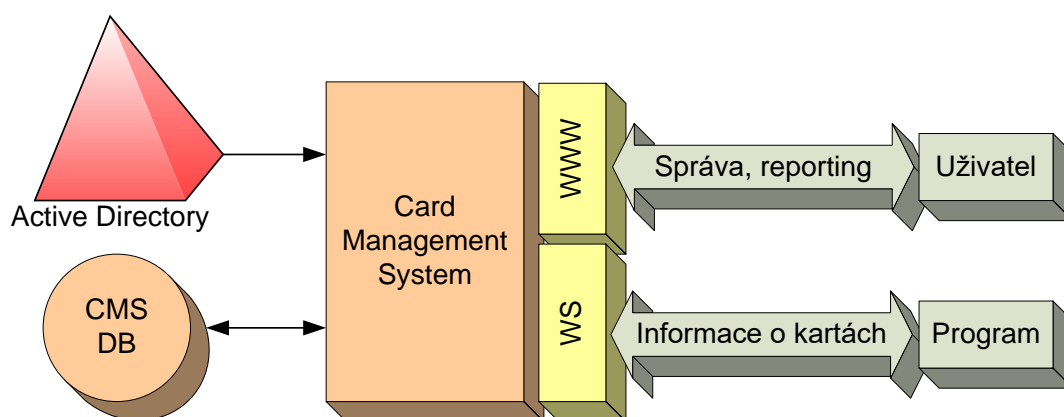 Active Directory
CMS
DB
Card
Management
System
WWW
WS
Správa, reporting
Uživatel
Informace o kartách
Program